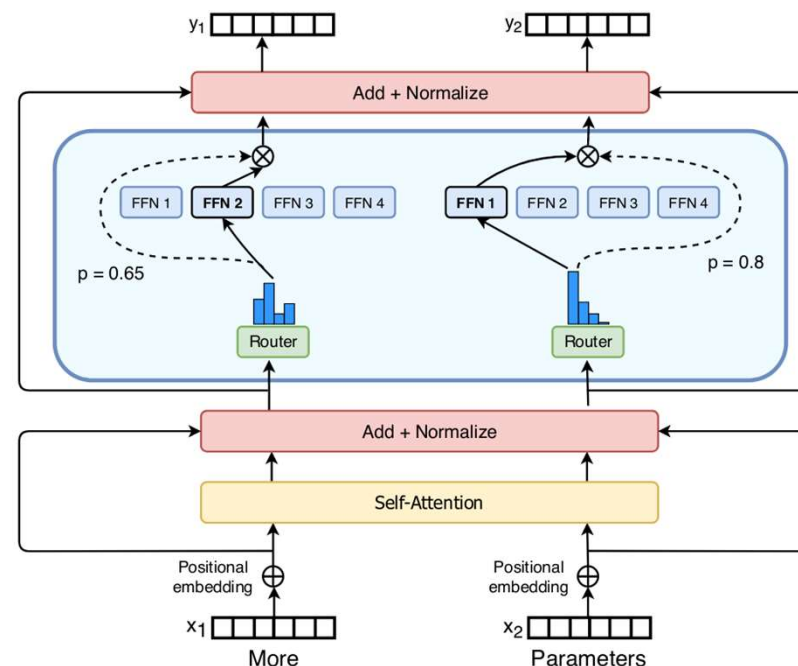 y1 y2
Add + Normalize
FFN 1 FFN 2 FFN 3 FFN 4 FFN 1 FFN 2 FFN 3 FFN 4
p = 0.65 p = 0.8
Router Router
Add + Normalize
Self-Attention
Positional embedding Positional embedding
x1 x2
More Parameters